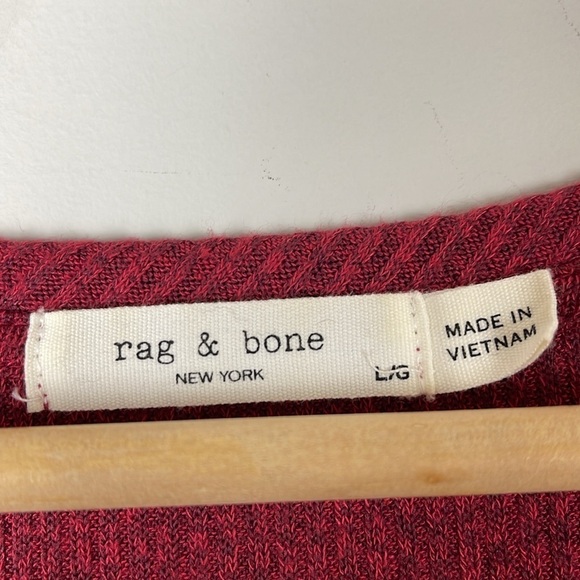 rag & bone
NEW YORK
L/G
MADE IN
VIETNAM